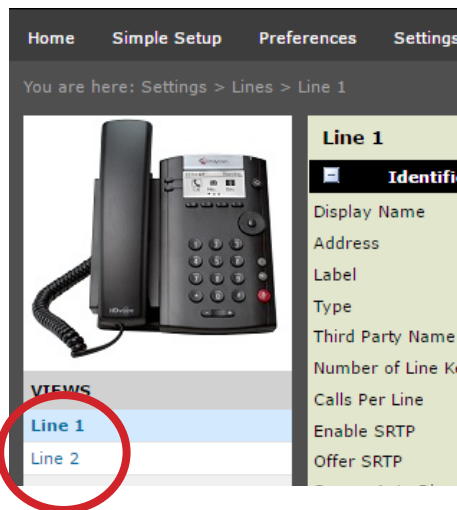 Home Simple Setup Preferences Settings
You are here: Settings > Lines > Line 1
Line 1
Identifi
Display Name
Address
Label
Type
Third Party Name
Number of Line Ke
Calls Per Line
Enable SRTP
Offer SRTP
VIEWS
Line 1
Line 2